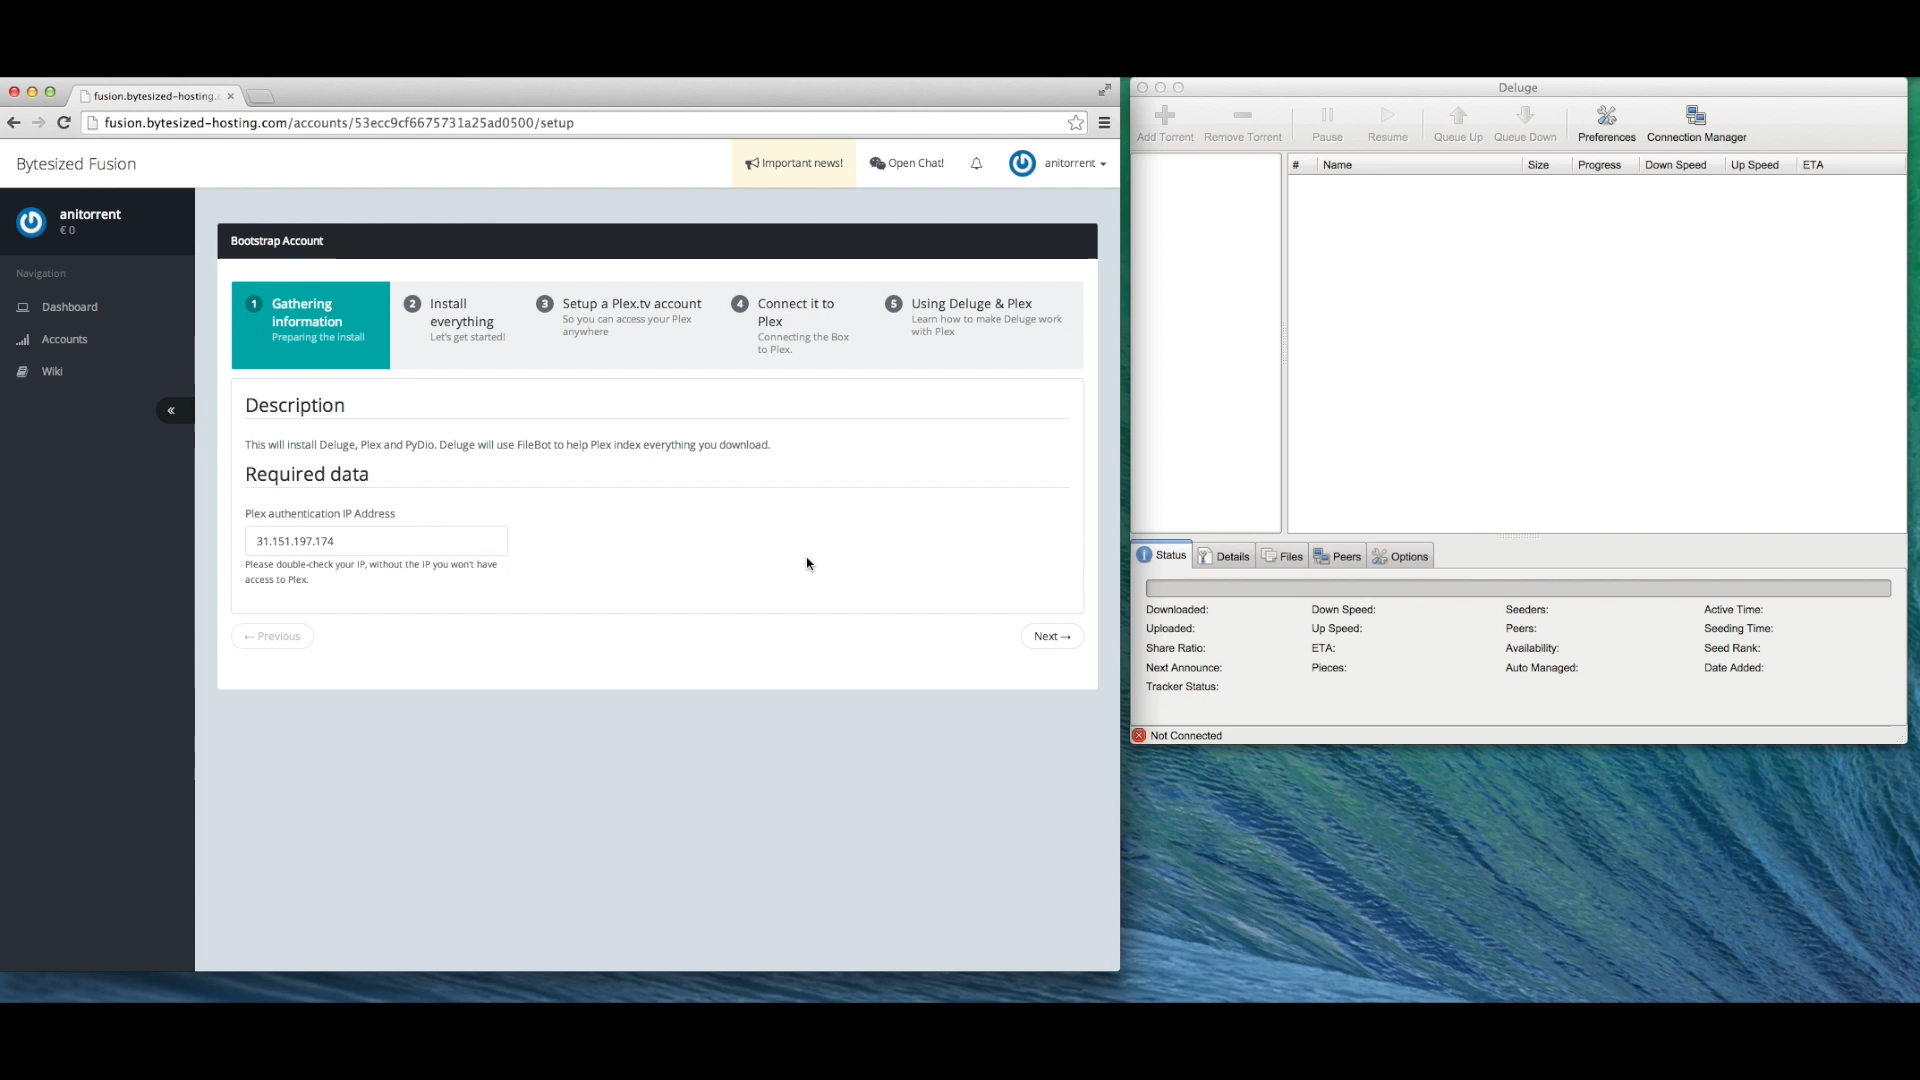 fusion.bytesized-hosting.c
fusion.bytesized-hosting.com/accounts/53ecc9cf6675731a25ad0500/setup
Bytesized Fusion
Important news!
Open Chat!
anitorrent
anitorrent
€ 0
Navigation
Dashboard
Accounts
Wiki
«
Bootstrap Account
1 Gathering
information
Preparing the install
2 Install
everything
Let's get started!
3 Setup a Plex.tv account
So you can access your Plex
anywhere
4 Connect it to
Plex
Connecting the Box
to Plex.
5 Using Deluge & Plex
Learn how to make Deluge work
with Plex
Description
This will install Deluge, Plex and PyDio. Deluge will use FileBot to help Plex index everything you download.
Required data
Plex authentication IP Address
31.151.197.174
Please double-check your IP, without the IP you won't have
access to Plex.
← Previous
Next →
Deluge
Add Torrent
Remove Torrent
Pause
Resume
Queue Up
Queue Down
Preferences
Connection Manager
# Name Size Progress Down Speed Up Speed ETA
Status Details Files Peers Options
Downloaded: Down Speed: Seeders: Active Time:
Uploaded: Up Speed: Peers: Seeding Time:
Share Ratio: ETA: Availability: Seed Rank:
Next Announce: Pieces: Auto Managed: Date Added:
Tracker Status:
Not Connected